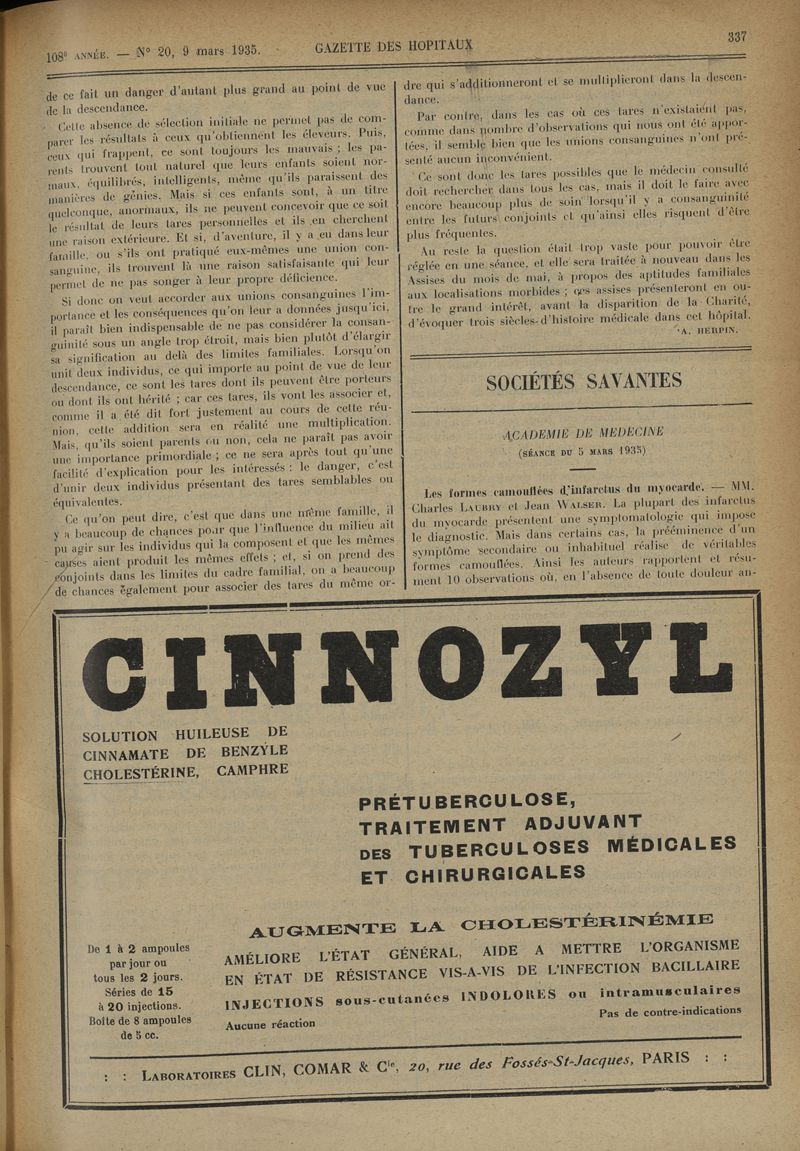 108e ANNÉE. — N° 20, 9 mars 1935.
GAZETTE DES HOPITAUX
337
de ce fait un danger d'autant plus grand au point de vue
de la descendance.
Cette absence de sélection initiale ne permet pas de com-
parer les résultats à ceux qu'obtiennent les éleveurs. Puis,
ceux qui frappent, ce sont toujours les mauvais ; les pa-
rents trouvent tout naturel que leurs enfants soient nor-
maux, équilibrés, intelligents, même qu'ils paraissent des
manières de génies. Mais si ces enfants sont, à un titre
quelconque, anormaux, ils ne peuvent concevoir que ce soit
le résultat de leurs tares personnelles et ils en cherchent
une raison extérieure. Et si, d'aventure, il y a eu dans leur
famille, ou s'ils ont pratiqué eux-mêmes une union con-
sanguine, ils trouvent là une raison satisfaisante qui leur
permet de ne pas songer à leur propre déficience.
Si donc on veut accorder aux unions consanguines l'im-
portance et les conséquences qu'on leur a données jusqu'ici,
il paraît bien indispensable de ne pas considérer la consan-
guinité sous un angle trop étroit, mais bien plutôt d'élargir
sa signification au delà des limites familiales. Lorsqu'on
unit deux individus, ce qui importe au point de vue de leur
descendance, ce sont les tares dont ils peuvent être porteurs
ou dont ils ont hérité ; car ces tares, ils vont les associer et,
comme il a été dit fort justement au cours de cette réu-
nion, cette addition sera en réalité une multiplication.
Mais, qu'ils soient parents ou non, cela ne paraît pas avoir
une importance primordiale ; ce ne sera après tout qu'une
facilité d'explication pour les intéressés : le danger, c'est
d'unir deux individus présentant des tares semblables ou
équivalentes.
Ce qu'on peut dire, c'est que dans une même famille, il
y a beaucoup de chances pour que l'influence du milieu ait
pu agir sur les individus qui la composent et que les mêmes
causes aient produit les mêmes effets ; et, si on prend des
conjoints dans les limites du cadre familial, on a beaucoup
de chances également pour associer des tares du même or-
dre qui s'additionneront et se multiplieront dans la descen-
dance.
Par contre, dans les cas où ces tares n'existaient pas,
comme dans nombre d'observations qui nous ont été appor-
tées, il semble bien que les unions consanguines n'ont pré-
senté aucun inconvénient.
Ce sont donc les tares possibles que le médecin consulté
doit rechercher dans tous les cas, mais il doit le faire avec
encore beaucoup plus de soin lorsqu'il y a consanguinité
entre les futurs conjoints et qu'ainsi elles risquent d'être
plus fréquentes.
Au reste la question était trop vaste pour pouvoir être
réglée en une séance, et elle sera traitée à nouveau dans les
Assises du mois de mai, à propos des aptitudes familiales
aux localisations morbides ; ces assises présenteront en ou-
tre le grand intérêt, avant la disparition de la Charité,
d'évoquer trois siècles d'histoire médicale dans cet hôpital.
A. HERPIN.
SOCIÉTÉS SAVANTES
ACADEMIE DE MEDECINE
(SÉANCE DU 5 MARS 1935)
Les formes camouflées d'infarctus du myocarde. — MM.
Charles LAUBRY et Jean WALSER. La plupart des infarctus
du myocarde présentent une symptomatologie qui impose
le diagnostic. Mais dans certains cas, la prééminence d'un
symptôme secondaire ou inhabituel réalise de véritables
formes camouflées. Ainsi les auteurs rapportent et résu-
ment 10 observations où, en l'absence de toute douleur an-
CINNOZYL
SOLUTION HUILEUSE DE
CINNAMATE DE BENZYLE
CHOLESTÉRINE, CAMPHRE
PRÉTUBERCULOSE,
TRAITEMENT ADJUVANT
DES TUBERCULOSES MÉDICALES
ET CHIRURGICALES
AUGMENTE LA CHOLESTÉRINÉMIE
AMÉLIORE L'ÉTAT GÉNÉRAL, AIDE A METTRE L'ORGANISME
EN ÉTAT DE RÉSISTANCE VIS-A-VIS DE L'INFECTION BACILLAIRE
INJECTIONS sous-cutanées INDOLORES ou intramusculaires
Aucune réaction
Pas de contre-indications
De 1 à 2 ampoules
par jour ou
tous les 2 jours.
Séries de 15
à 20 injections.
Boîte de 8 ampoules
de 5 cc.
: : LABORATOIRES CLIN, COMAR & Cie, 20, rue des Fossés-St-Jacques, PARIS : :